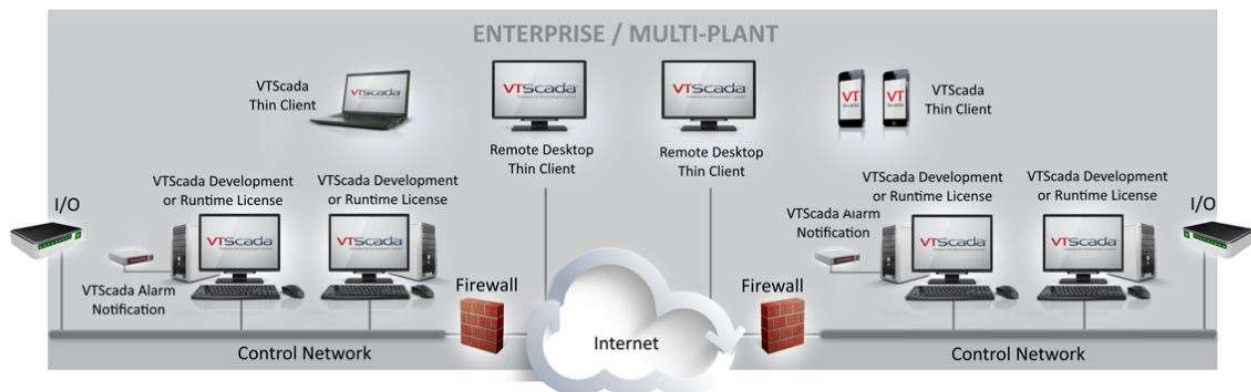 ENTERPRISE / MULTI-PLANT
VTScada
Thin Client
VTScada
VTScada
VTScada
VT
SCADA
VT
SCADA
VTScada
Thin Client
Remote Desktop
Thin Client
Remote Desktop
Thin Client
I/O
VTScada Development
or Runtime License
VTScada Development
or Runtime License
VTScada
VTScada
VTScada Alarm
Notification
Firewall
Control Network
Internet
Firewall
VTScada Alarm
Notification
VTScada Development
or Runtime License
VTScada Development
or Runtime License
VTScada
VTScada
I/O
Control Network